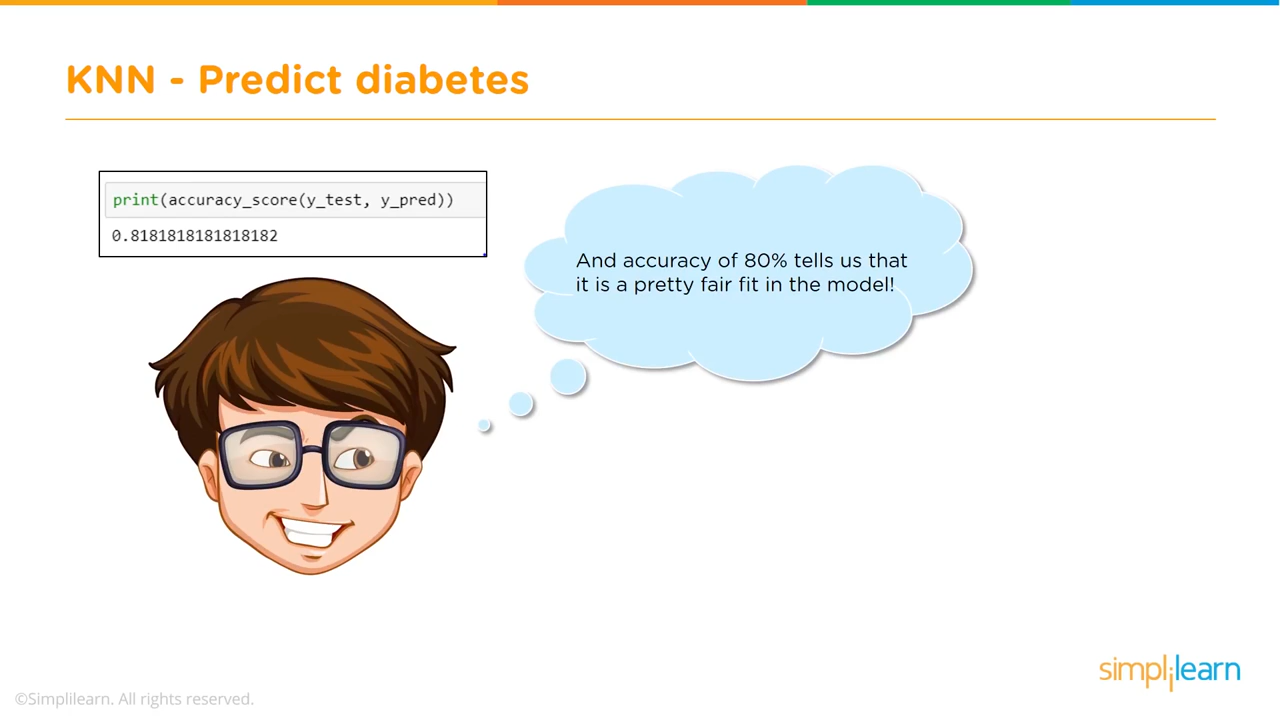 KNN - Predict diabetes
print(accuracy_score(y_test, y_pred))
0.8181818181818182
And accuracy of 80% tells us that
it is a pretty fair fit in the model!
simplilearn
©Simplilearn. All rights reserved.